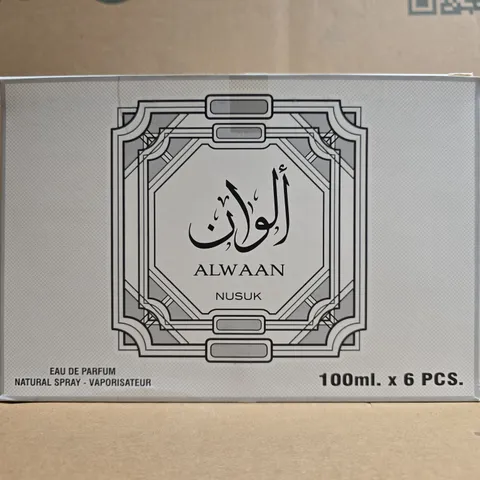 ألوان
ALWAAN
NUSUK
EAU DE PARFUM
NATURAL SPRAY - VAPORISATEUR
100ml. x 6 PCS.